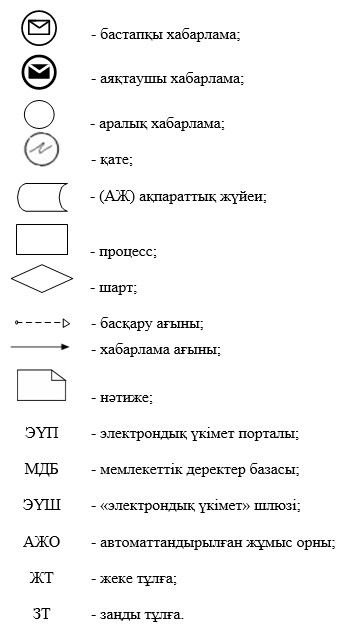 - бастапқы хабарлама;
- аяқтаушы хабарлама;
- аралық хабарлама;
- қате;
- (АЖ) ақпараттық жүйеи;
- процесс;
- шарт;
- басқару ағыны;
- хабарлама ағыны;
- нәтиже;
ЭҮП - электрондық үкімет порталы;
МДБ - мемлекеттік деректер базасы;
ЭҮШ - «электрондық үкімет» шлюзі;
АЖО - автоматтандырылған жұмыс орны;
ЖТ - жеке тұлға;
ЗТ - заңды тұлға.